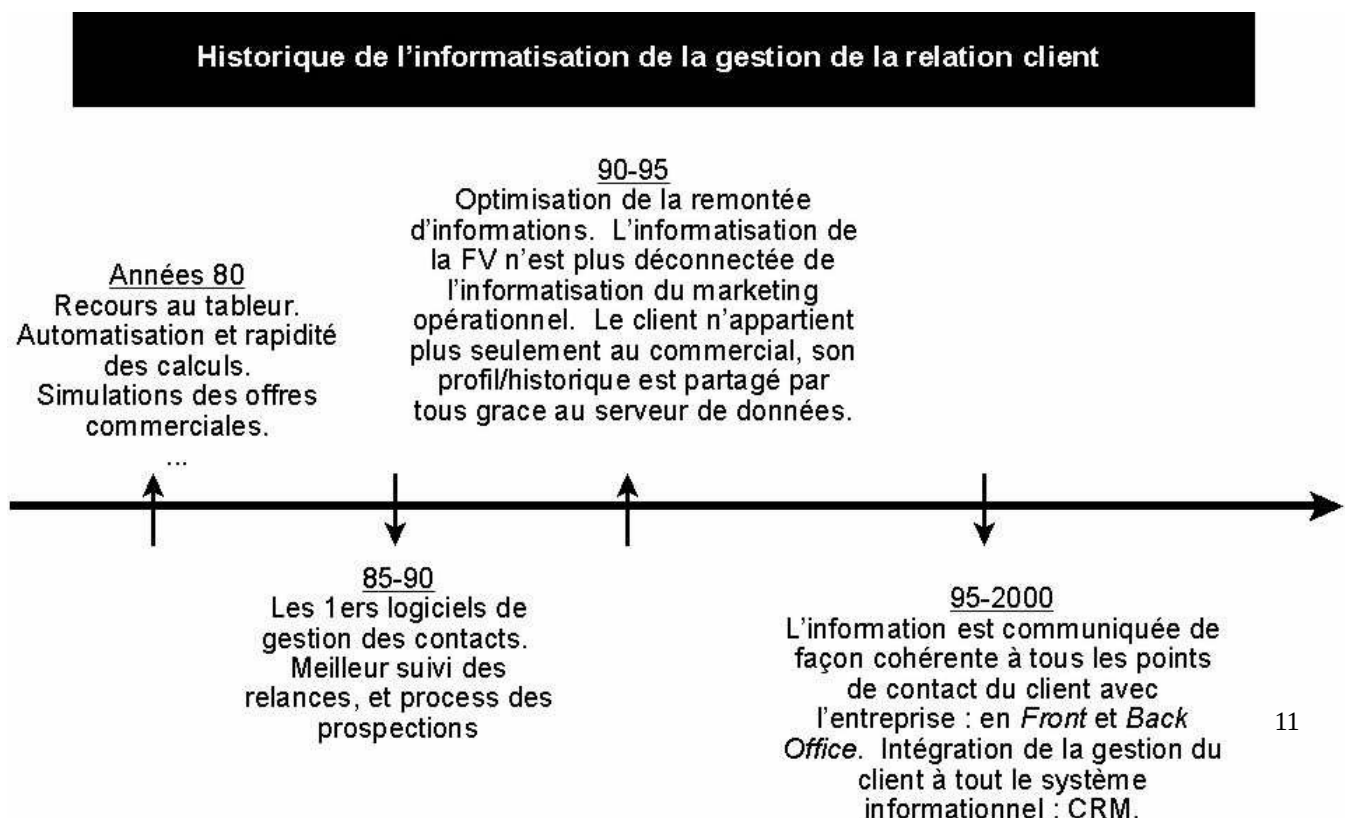 Historique de l'informatisation de la gestion de la relation client
Années 80
Recours au tableur.
Automatisation et rapidité
des calculs.
Simulations des offres
commerciales.
...
85-90
Les 1ers logiciels de
gestion des contacts.
Meilleur suivi des
relances, et process des
prospections
90-95
Optimisation de la remontée
d'informations. L'informatisation de
la FV n'est plus déconnectée de
l'informatisation du marketing
opérationnel. Le client n'appartient
plus seulement au commercial, son
profil/historique est partagé par
tous grace au serveur de données.
95-2000
L'information est communiquée de
façon cohérente à tous les points
de contact du client avec
l'entreprise : en Front et Back
Office. Intégration de la gestion du
client à tout le système
informationnel : CRM.
11